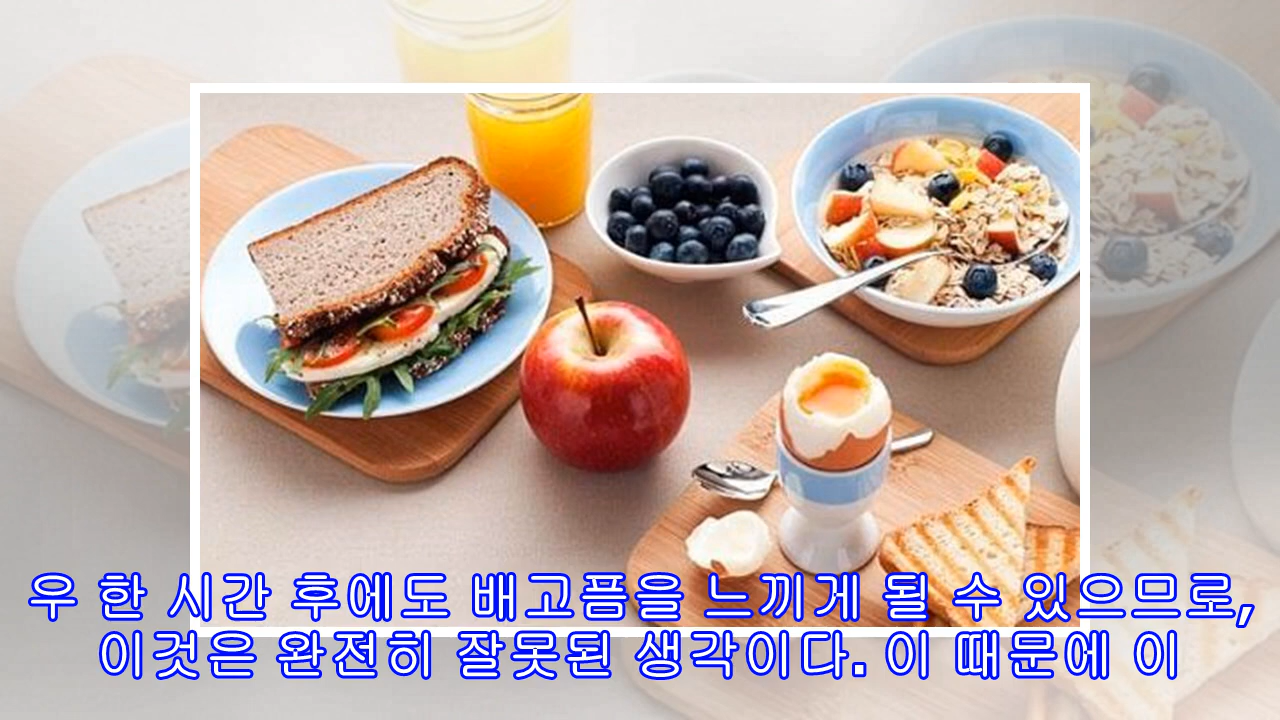 우 한 시간 후에도 배고픔을 느끼게 될 수 있으므로,
이것은 완전히 잘못된 생각이다. 이 때문에 이